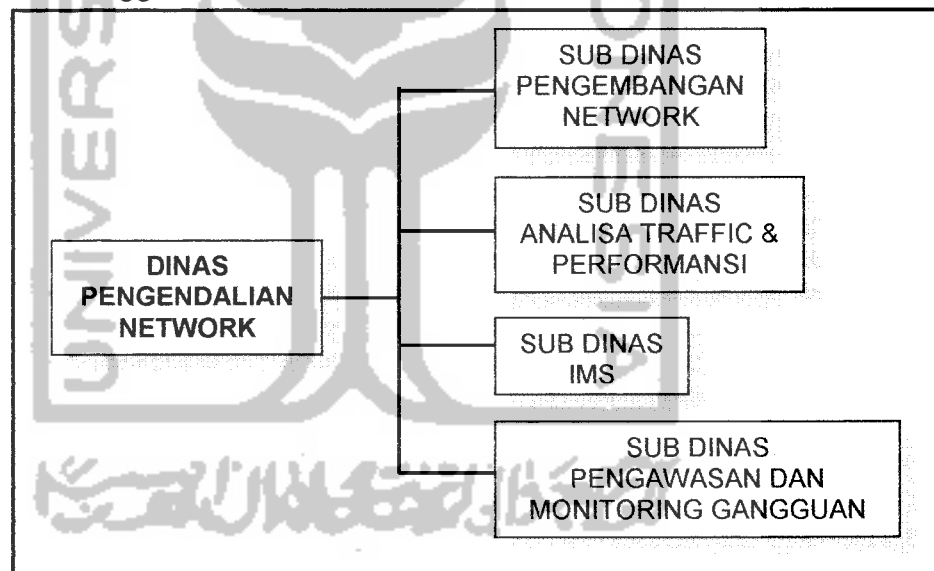 SUB DINAS
PENGEMBANGAN
NETWORK
SUB DINAS
ANALISA TRAFFIC &
PERFORMANSI
DINAS
PENGENDALIAN
NETWORK
SUB DINAS
IMS
SUB DINAS
PENGAWASAN DAN
MONITORING GANGGUAN